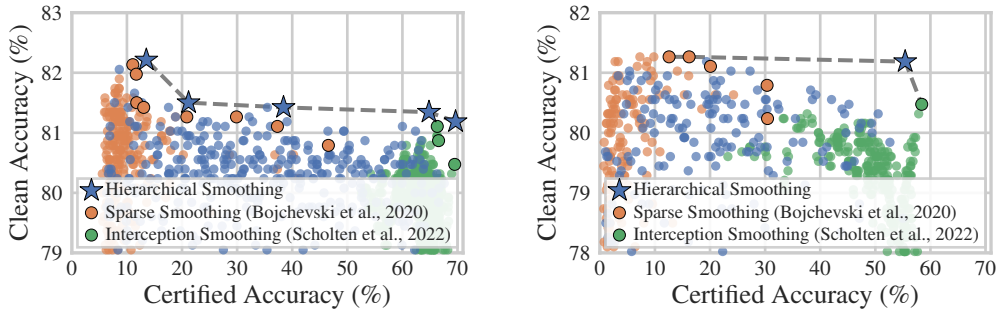 83
82
81
80
79
Clean Accuracy (%)
Hierarchical Smoothing
Sparse Smoothing (Bojchevski et al., 2020)
Interception Smoothing (Scholten et al., 2022)
0 10 20 30 40 50 60 70
Certified Accuracy (%)
82
81
80
79
78
Clean Accuracy (%)
Hierarchical Smoothing
Sparse Smoothing (Bojchevski et al., 2020)
Interception Smoothing (Scholten et al., 2022)
0 10 20 30 40 50 60 70
Certified Accuracy (%)